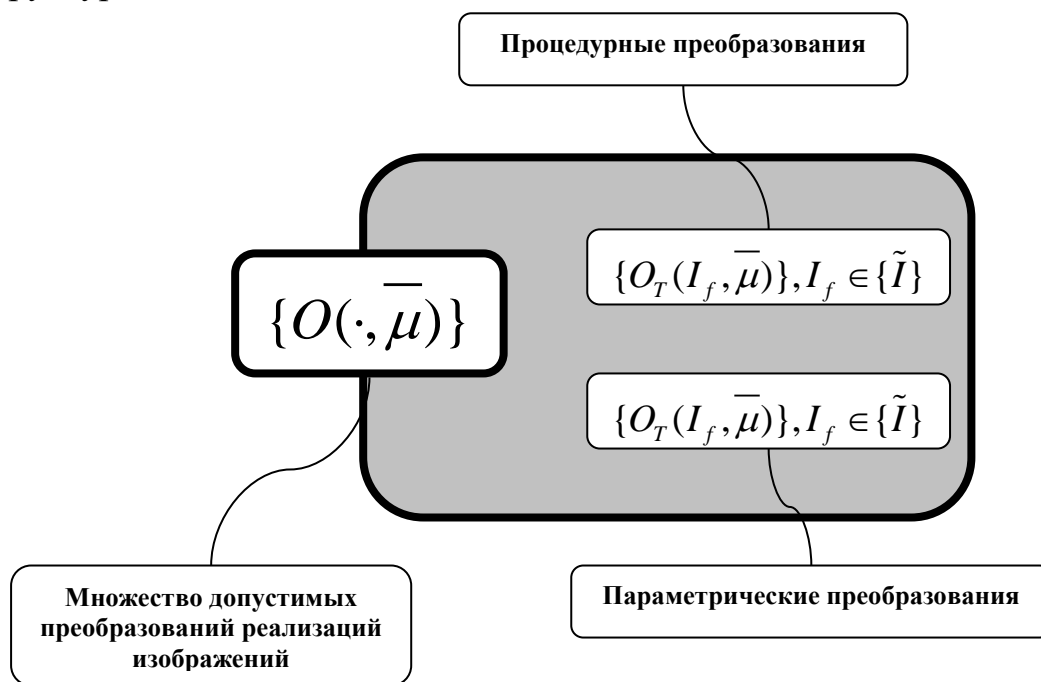 Процедурные преобразования
{O_T(I_f, μ̅)}, I_f ∈{Ĩ}
{O(·, μ̅)}
{O_T(I_f, μ̅)}, I_f ∈{Ĩ}
Множество допустимых
преобразований реализаций
изображений
Параметрические преобразования